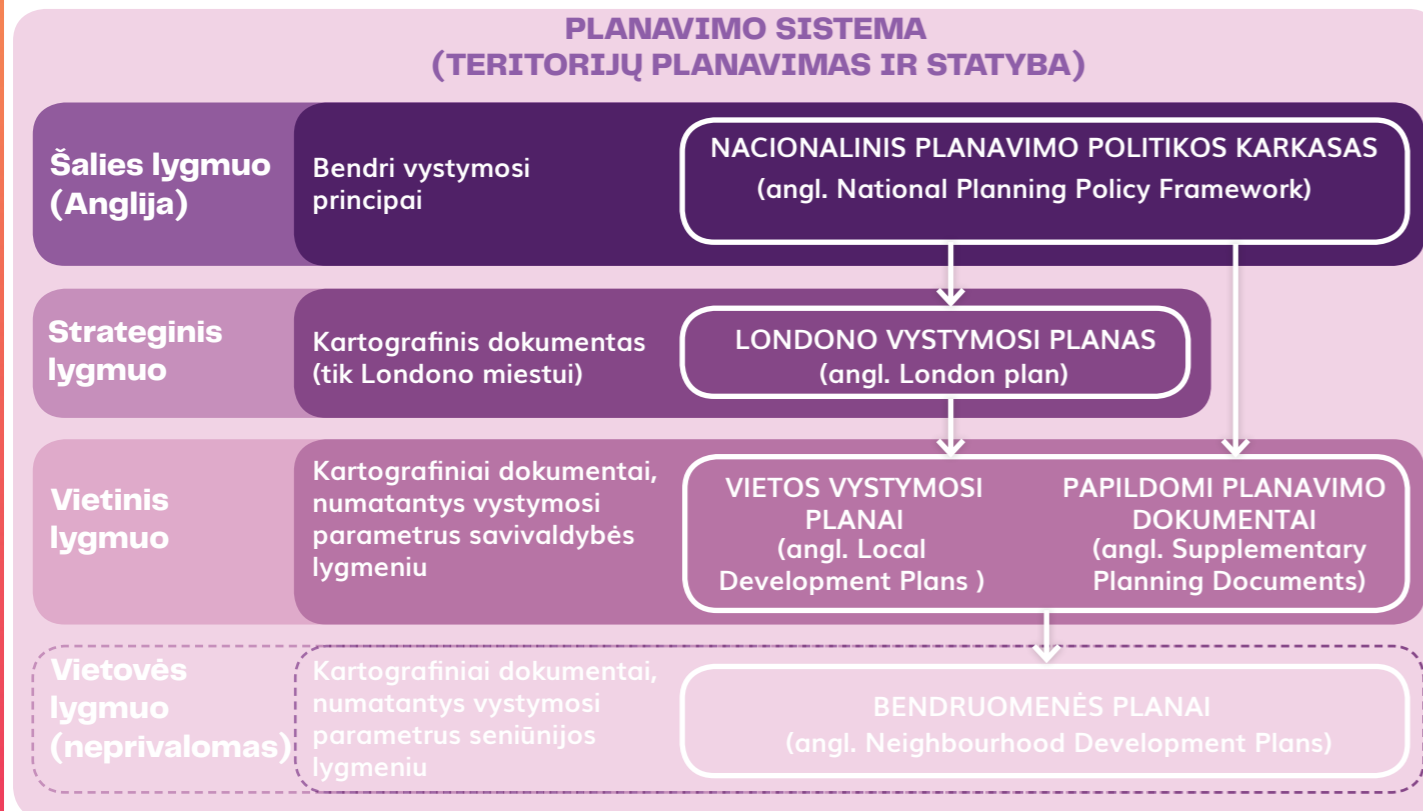 PLANAVIMO SISTEMA
(TERITORIJŲ PLANAVIMAS IR STATYBA)
Šalies lygmuo
(Anglija)
Bendri vystymosi
principai
NACIONALINIS PLANAVIMO POLITIKOS KARKASAS
(angl. National Planning Policy Framework)
Strateginis
lygmuo
Kartografinis dokumentas
(tik Londono miestui)
LONDONO VYSTYMOSI PLANAS
(angl. London plan)
Vietinis
lygmuo
Kartografiniai dokumentai,
numatantys vystymosi
parametrus savivaldybės
lygmeniu
VIETOS VYSTYMOSI
PLANAI
(angl. Local
Development Plans )
PAPILDOMI PLANAVIMO
DOKUMENTAI
(angl. Supplementary
Planning Documents)
Vietovės
lygmuo
(neprivalomas)
Kartografiniai dokumentai,
numatantys vystymosi
parametrus seniūnijos
lygmeniu
BENDRUOMENĖS PLANAI
(angl. Neighbourhood Development Plans)